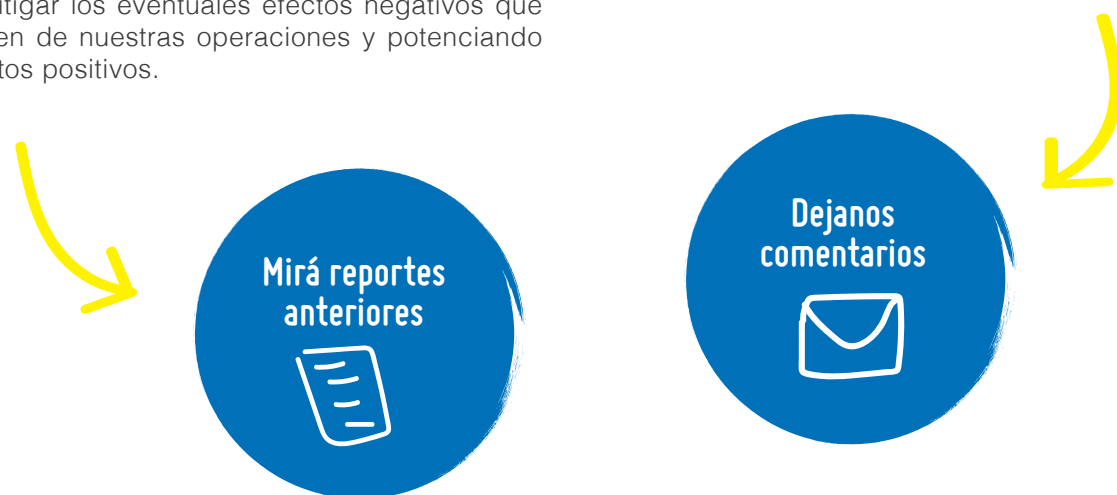 tigar los eventuales efectos negativos que
en de nuestras operaciones y potenciando
tos positivos.
Mirá reportes
anteriores
Dejanos
comentarios